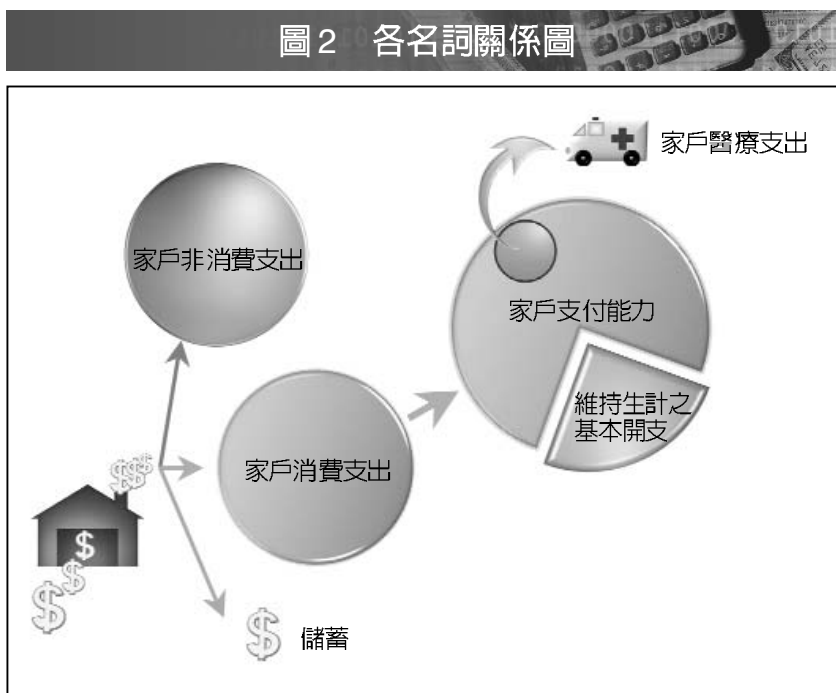 圖2 各名詞關係圖
家戶醫療支出
家戶非消費支出
家戶支付能力
維持生計之
基本開支
家戶消費支出
儲蓄